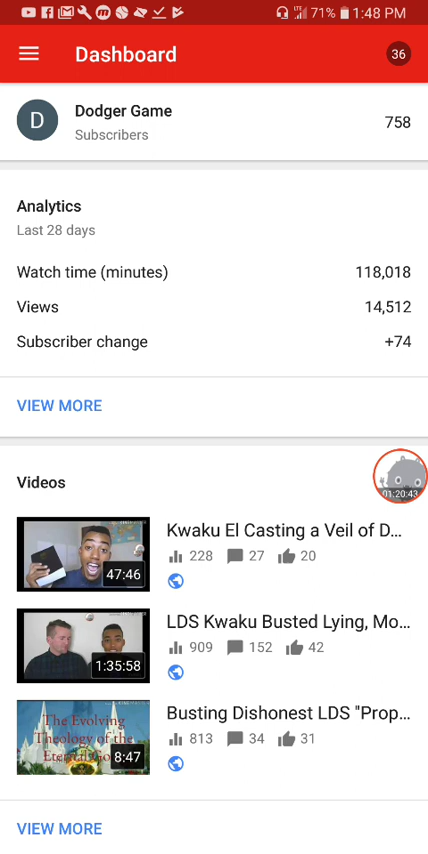 71% 1:48 PM
Dashboard
36
D
Dodger Game
Subscribers
758
Analytics
Last 28 days
Watch time (minutes) 118,018
Views 14,512
Subscriber change +74
VIEW MORE
01:20:43
Videos
Kwaku El Casting a Veil of D...
228 27 20
47:46
LDS Kwaku Busted Lying, Mo...
909 152 42
1:35:58
Busting Dishonest LDS "Prop...
813 34 31
The Evolving
Theology of the
Eternal
8:47
VIEW MORE